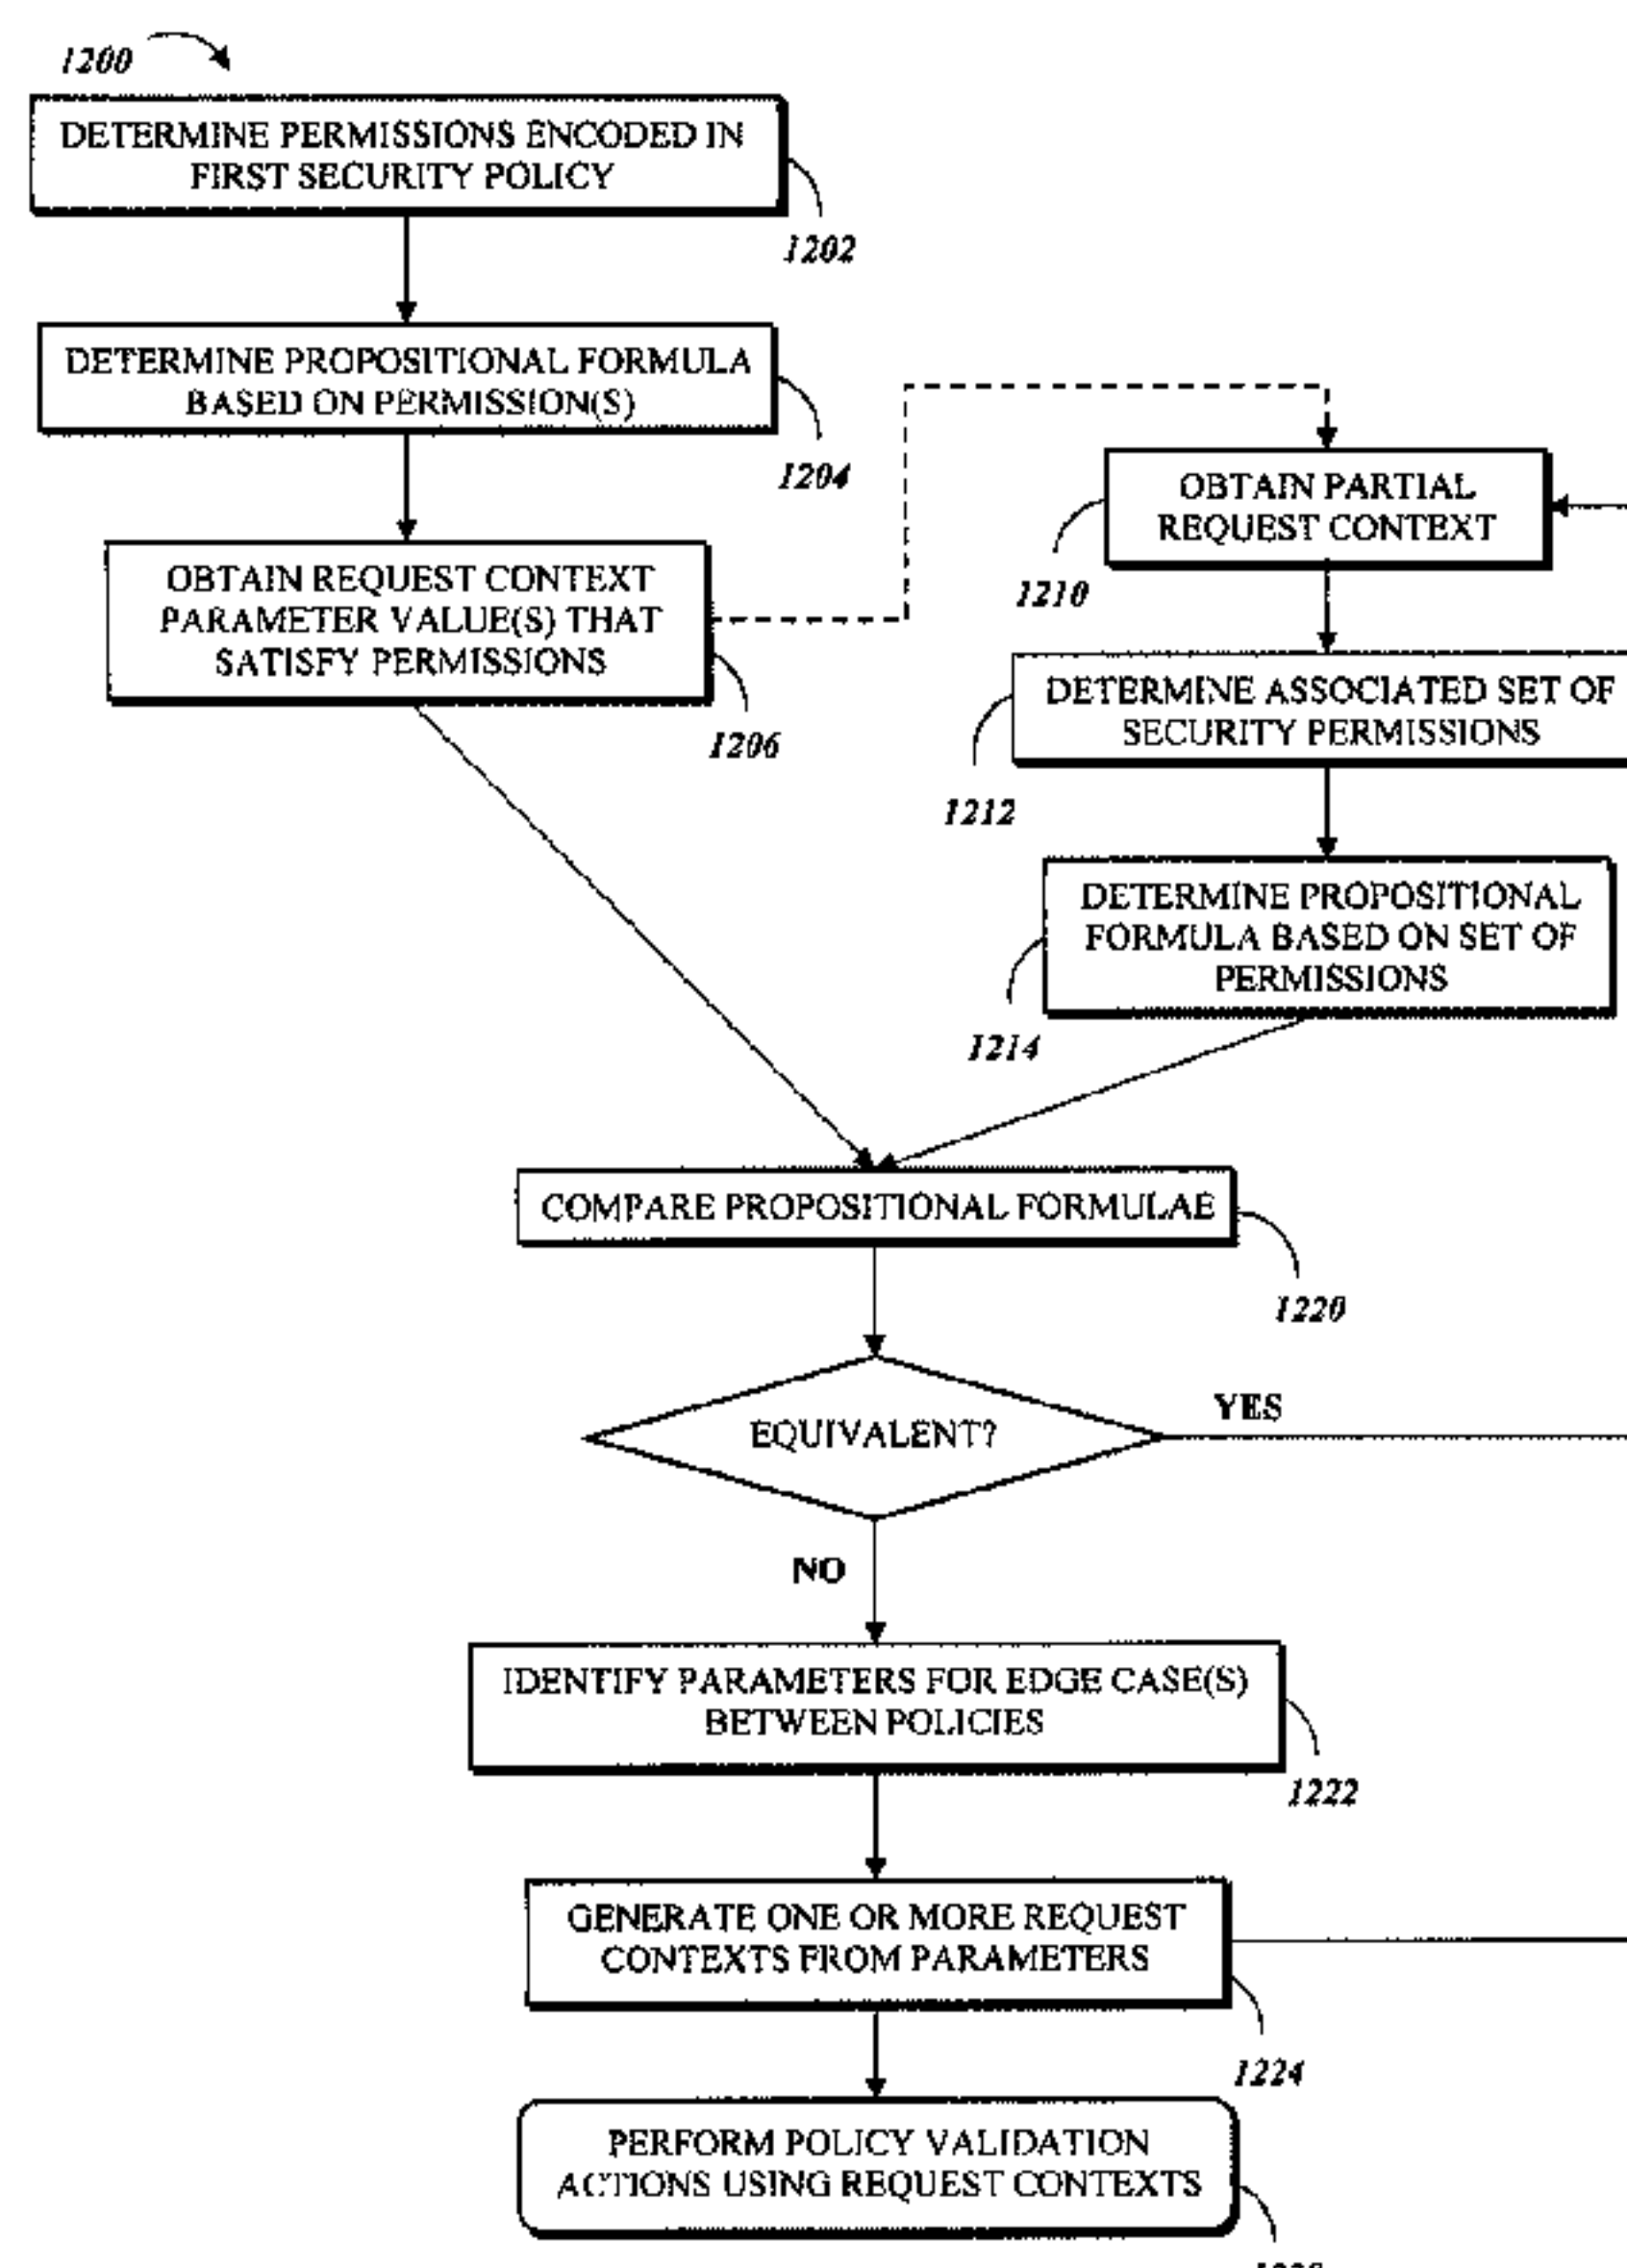 1200
DETERMINE PERMISSIONS ENCODED IN
FIRST SECURITY POLICY
1202
DETERMINE PROPOSITIONAL FORMULA
BASED ON PERMISSION(S)
1204
OBTAIN REQUEST CONTEXT
PARAMETER VALUE(S) THAT
SATISFY PERMISSIONS
1206
OBTAIN PARTIAL
REQUEST CONTEXT
1210
DETERMINE ASSOCIATED SET OF
SECURITY PERMISSIONS
1212
DETERMINE PROPOSITIONAL
FORMULA BASED ON SET OF
PERMISSIONS
1214
COMPARE PROPOSITIONAL FORMULAE
1220
EQUIVALENT?
YES
NO
IDENTIFY PARAMETERS FOR EDGE CASE(S)
BETWEEN POLICIES
1222
GENERATE ONE OR MORE REQUEST
CONTEXTS FROM PARAMETERS
1224
PERFORM POLICY VALIDATION
ACTIONS USING REQUEST CONTEXTS